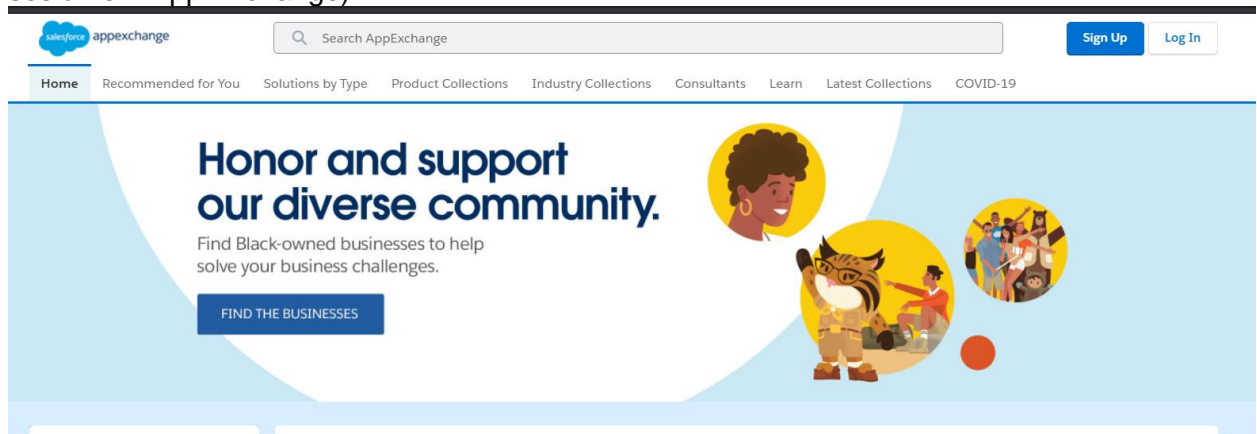 salesforce appexchange Search AppExchange Sign Up Log In
Home Recommended for You Solutions by Type Product Collections Industry Collections Consultants Learn Latest Collections COVID-19
Honor and support
our diverse community.
Find Black-owned businesses to help
solve your business challenges.
FIND THE BUSINESSES